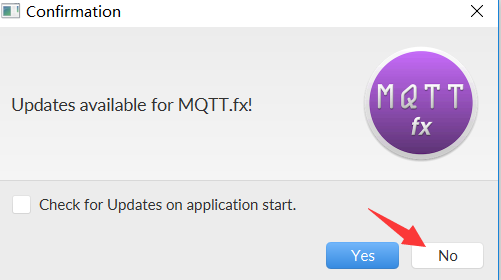 Confirmation
Updates available for MQTT.fx!
MQTT
fx
Check for Updates on application start.
Yes
No